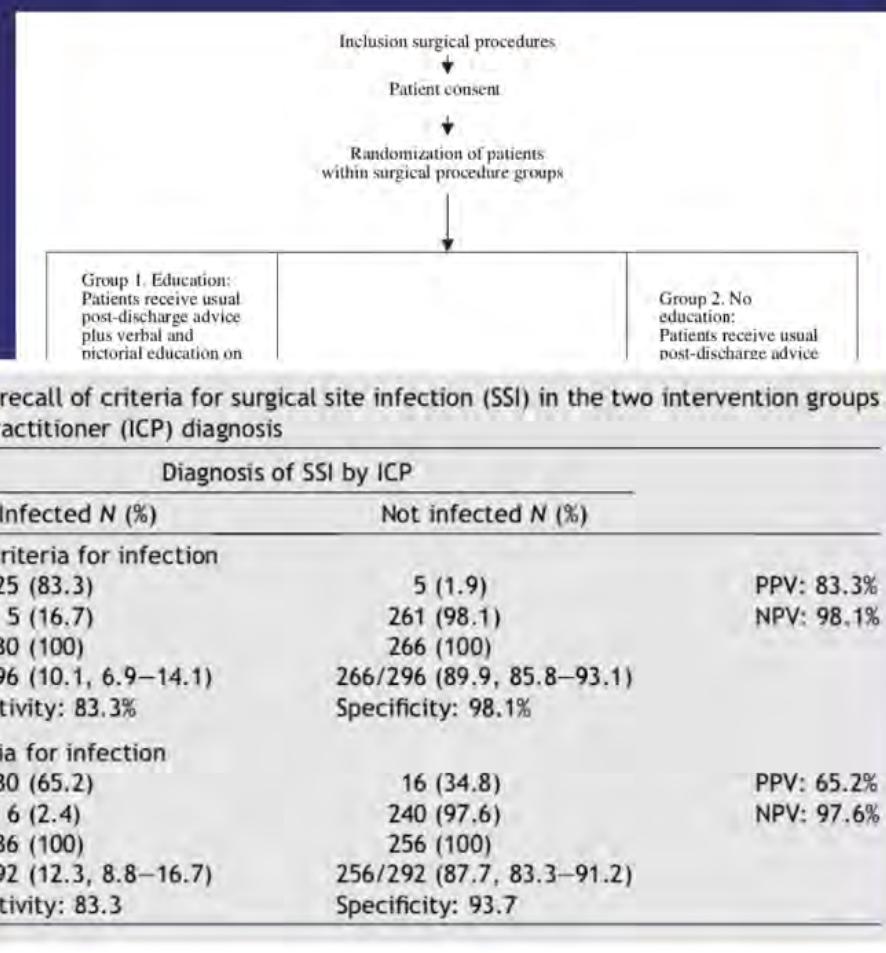 Inclusion surgical procedures
Patient consent
Randomization of patients
within surgical procedure groups
Group 1. Education:
Patients receive usual
post-discharge advice
plus verbal and
pictorial education on
Group 2. No
education:
Patients receive usual
post-discharge advice
recall of criteria for surgical site infection (SSI) in the two intervention groups
actitioner (ICP) diagnosis
Diagnosis of SSI by ICP
Infected N (%) Not infected N (%)
riteria for infection
25 (83.3) 5 (1.9) PPV: 83.3%
5 (16.7) 261 (98.1) NPV: 98.1%
30 (100) 266 (100)
96 (10.1, 6.9–14.1) 266/296 (89.9, 85.8–93.1)
tivity: 83.3% Specificity: 98.1%
ia for infection
30 (65.2) 16 (34.8) PPV: 65.2%
6 (2.4) 240 (97.6) NPV: 97.6%
36 (100) 256 (100)
92 (12.3, 8.8–16.7) 256/292 (87.7, 83.3–91.2)
tivity: 83.3 Specificity: 93.7